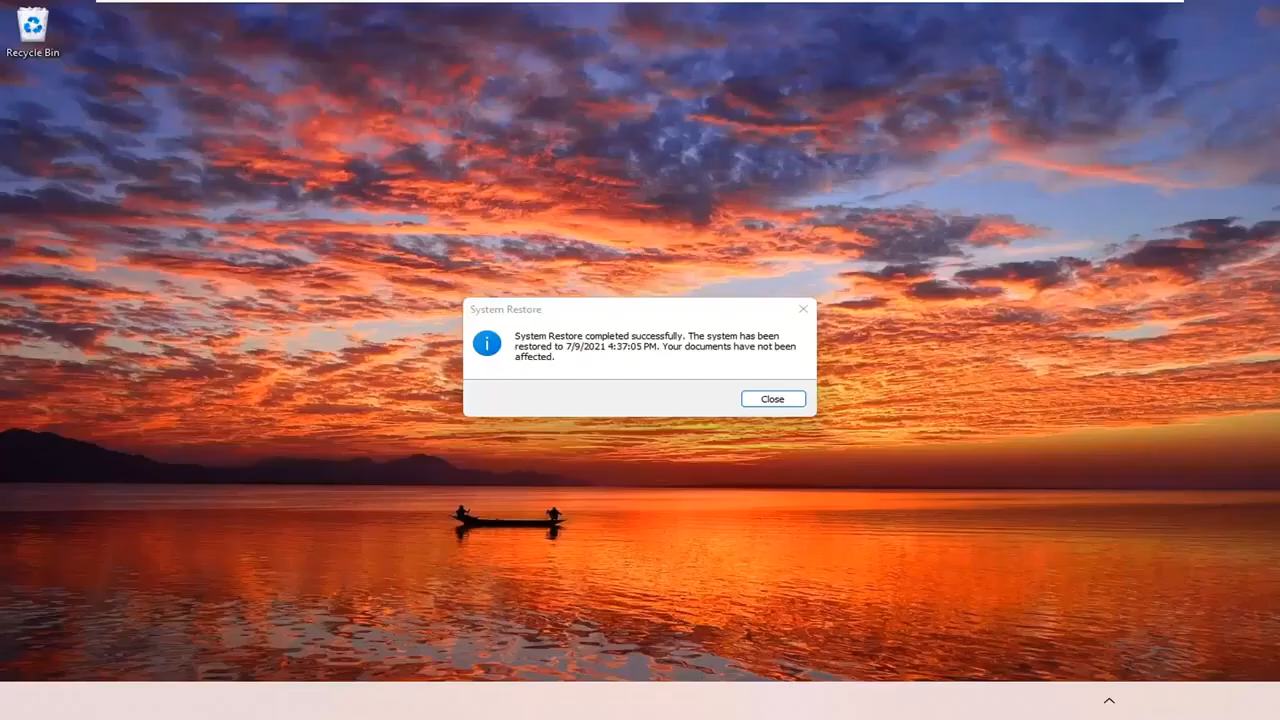 Recycle Bin
System Restore
System Restore completed successfully. The system has been
restored to 7/9/2021 4:37:05 PM. Your documents have not been
affected.
Close